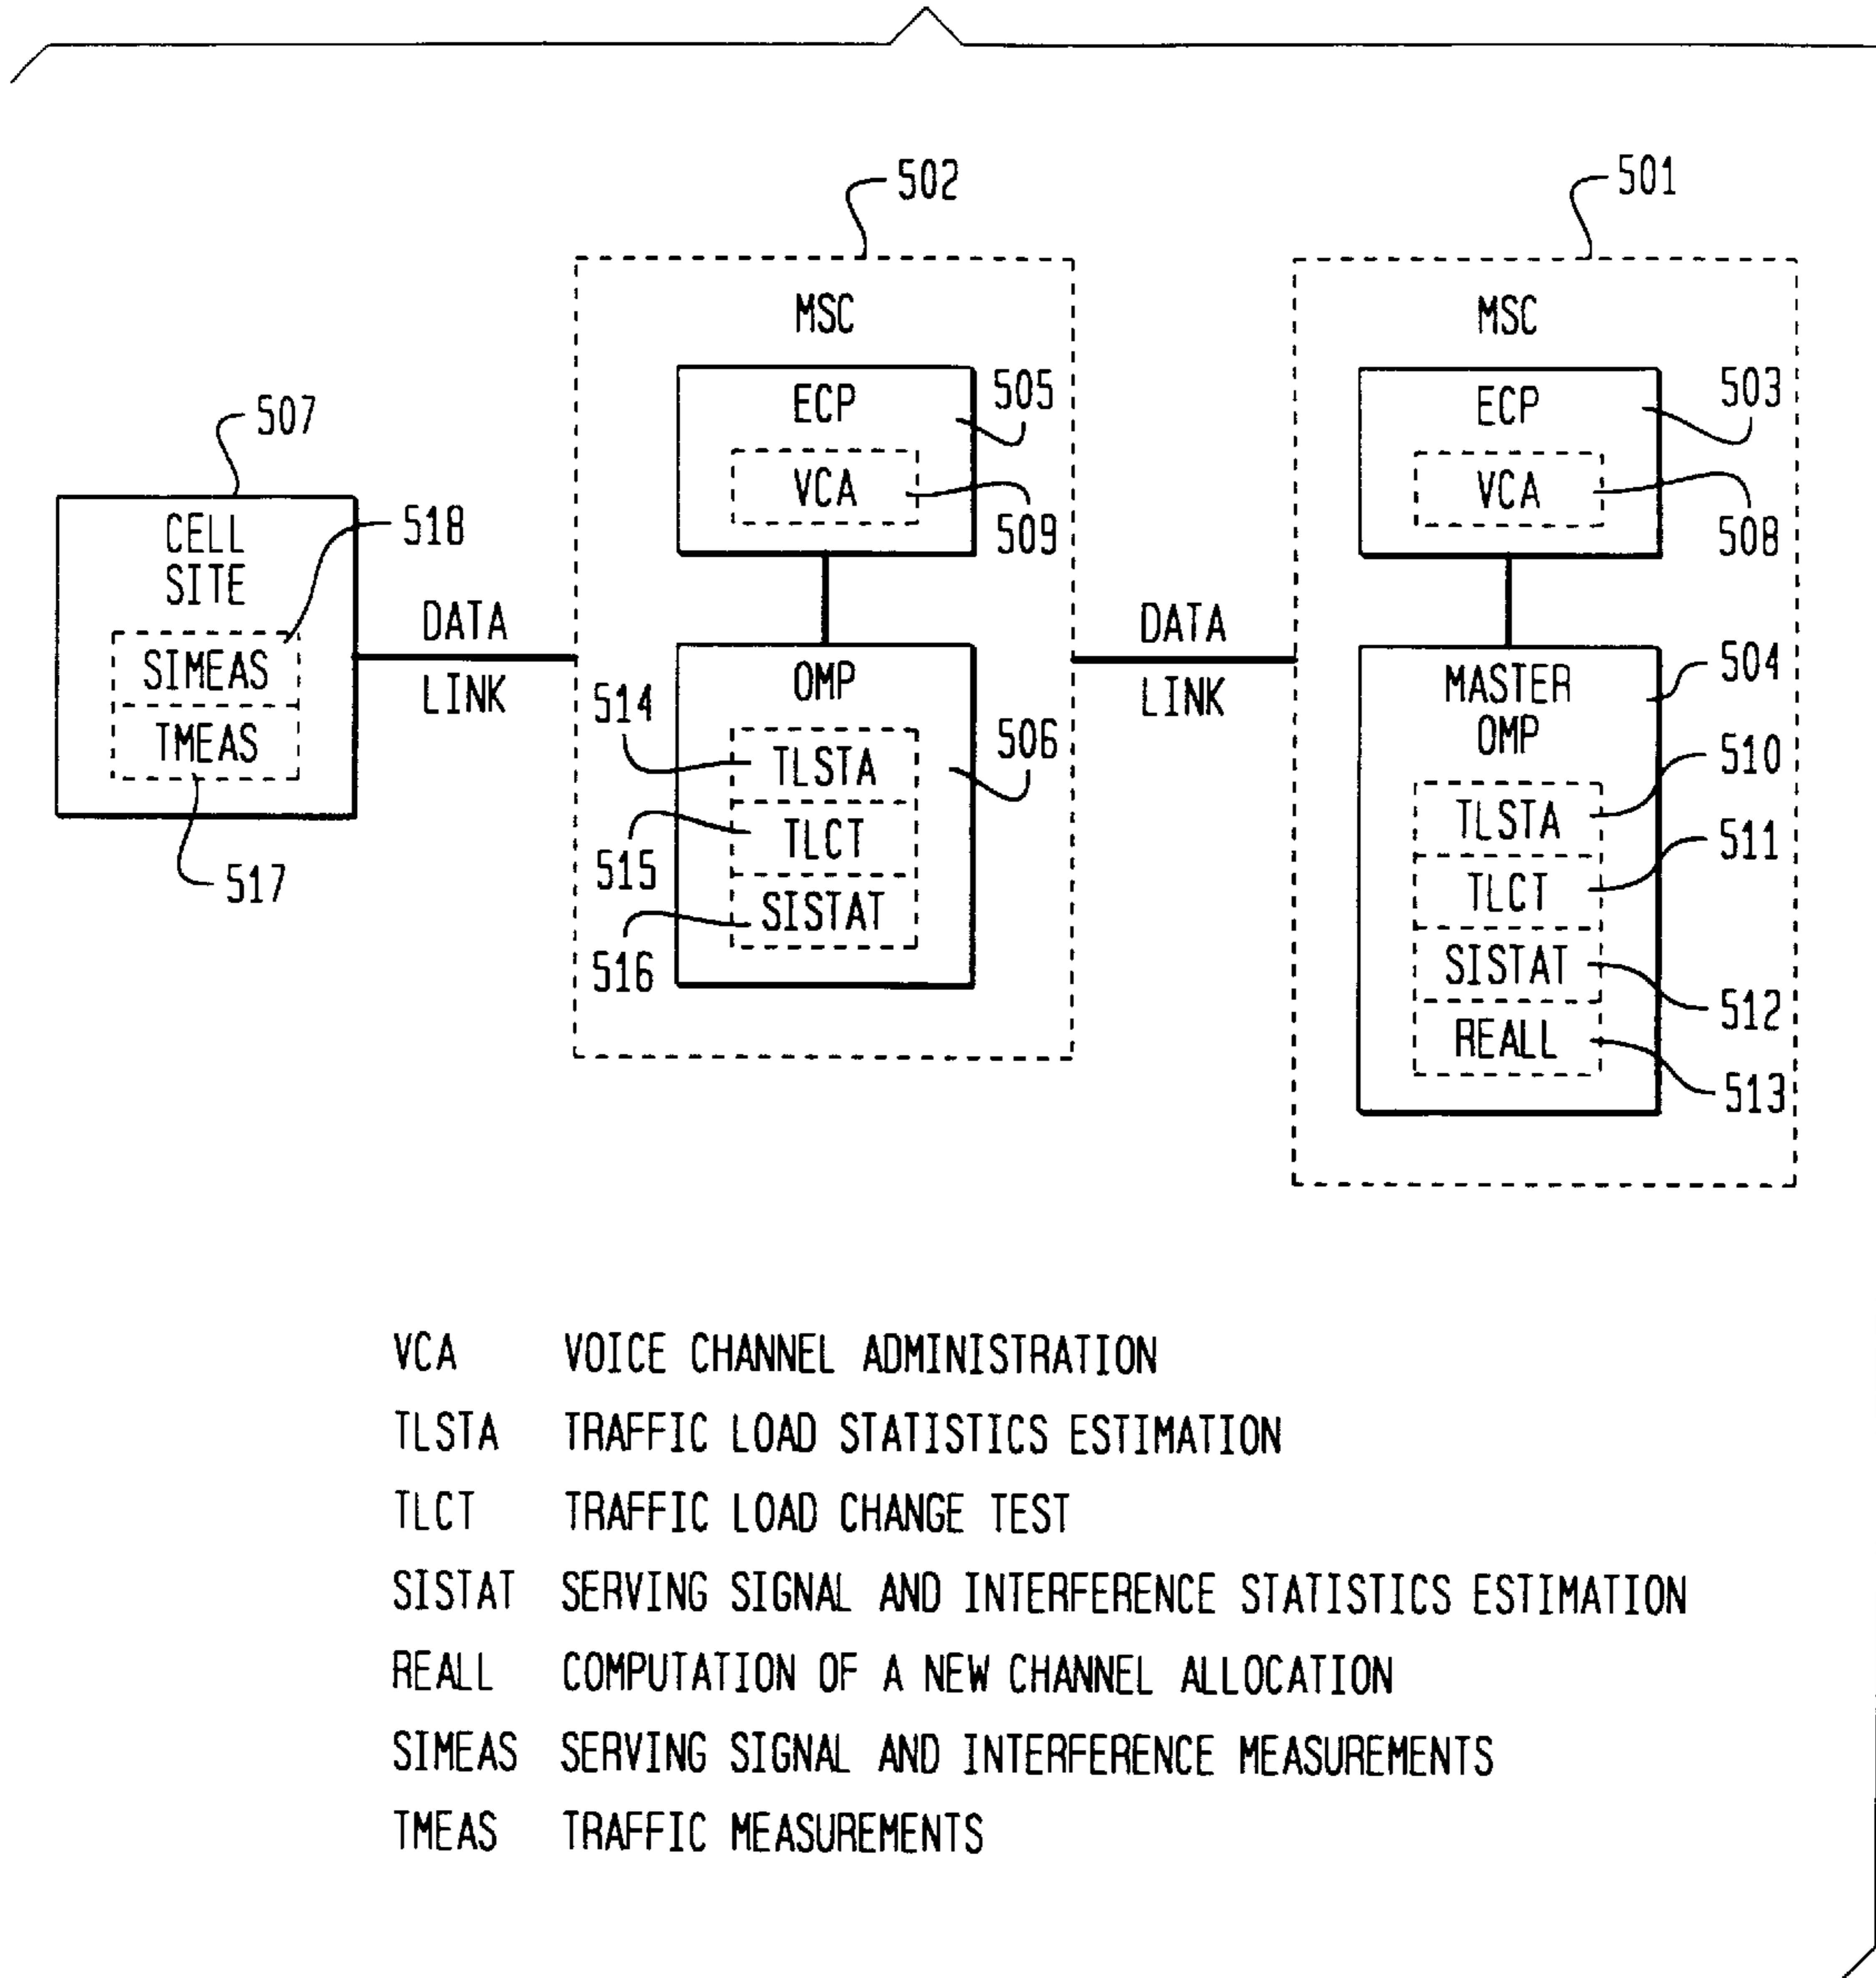 502
501
MSC
MSC
507
ECP
505
ECP
503
VCA
509
VCA
508
CELL
SITE
518
SIMEAS
TMEAS
517
DATA
LINK
OMP
514
506
TLSTA
515
TLCT
516
SISTAT
DATA
LINK
MASTER
OMP
504
510
TLSTA
511
TLCT
SISTAT
512
REALL
513
VCA VOICE CHANNEL ADMINISTRATION
TLSTA TRAFFIC LOAD STATISTICS ESTIMATION
TLCT TRAFFIC LOAD CHANGE TEST
SISTAT SERVING SIGNAL AND INTERFERENCE STATISTICS ESTIMATION
REALL COMPUTATION OF A NEW CHANNEL ALLOCATION
SIMEAS SERVING SIGNAL AND INTERFERENCE MEASUREMENTS
TMEAS TRAFFIC MEASUREMENTS